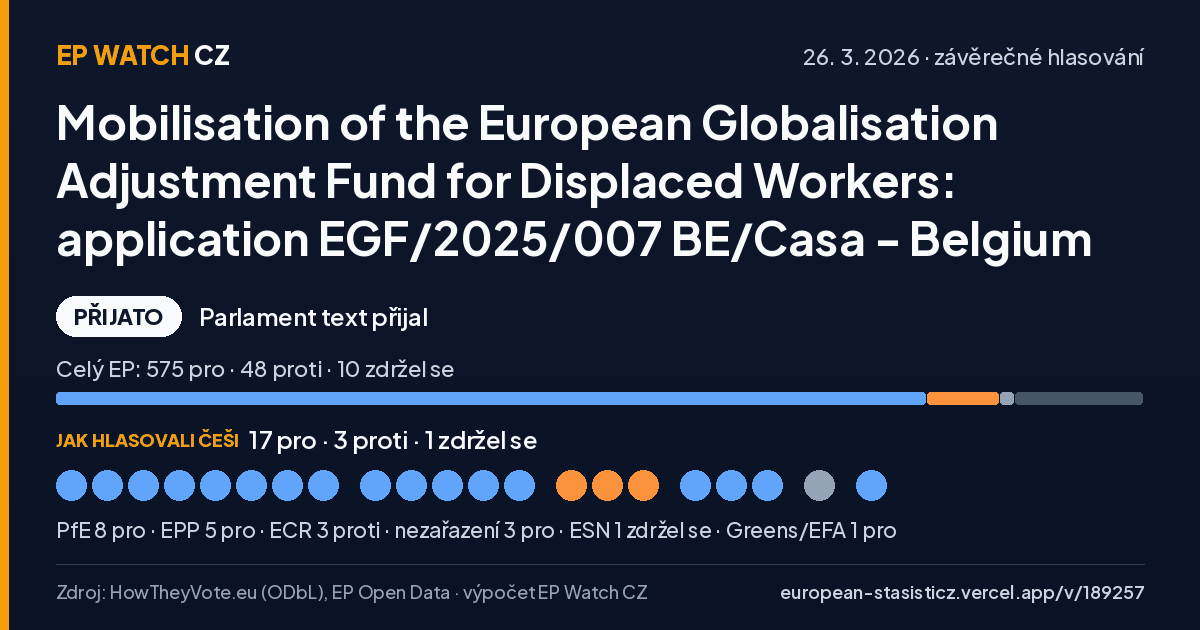 EP WATCH CZ
26. 3. 2026 · závěrečné hlasování
Mobilisation of the European Globalisation
Adjustment Fund for Displaced Workers:
application EGF/2025/007 BE/Casa – Belgium
PŘIJATO Parlament text přijal
Celý EP: 575 pro · 48 proti · 10 zdržel se
JAK HLASOVALI ČEŠI 17 pro · 3 proti · 1 zdržel se
PfE 8 pro · EPP 5 pro · ECR 3 proti · nezařazení 3 pro · ESN 1 zdržel se · Greens/EFA 1 pro
Zdroj: HowTheyVote.eu (ODbL), EP Open Data · výpočet EP Watch CZ
european-stasisticz.vercel.app/v/189257